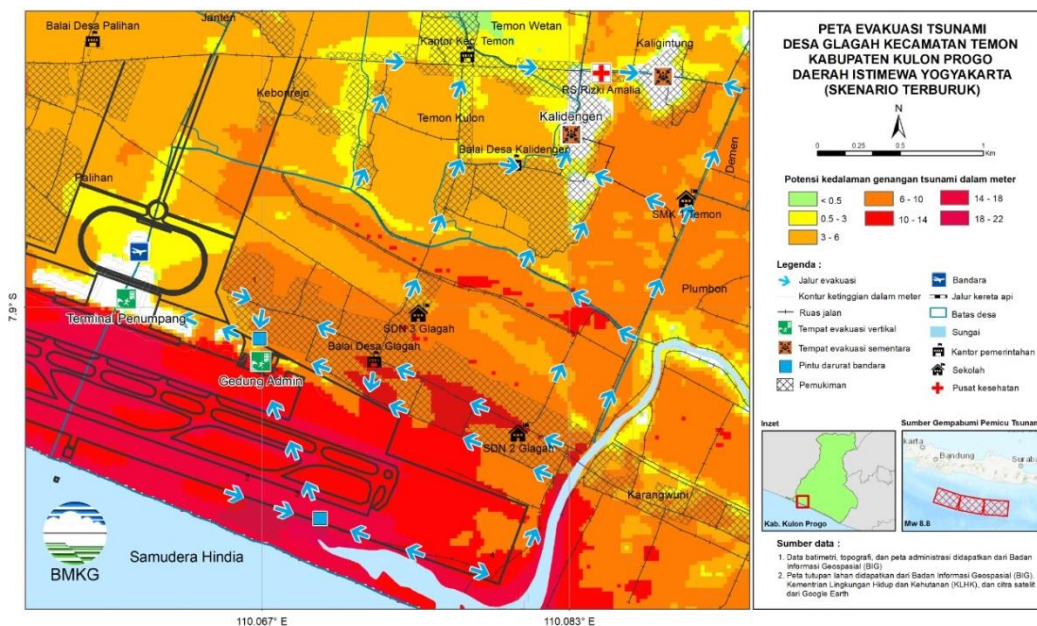 Balai Desa Palihan
Janten
Temon Wetan
Kantor Kec. Temon
Kaligintung
RS Rizki Amalia
Kebonrejo
Temon Kulon
Kalidengen
Balai Desa Kalidengen
Demen
Palihan
SMK 1 Temon
Plumbon
7.9° S
Terminal Penumpang
SDN 3 Glagah
Balai Desa Glagah
Gedung Admin
SDN 2 Glagah
Karangwuni
BMKG
Samudera Hindia
110.067° E
110.083° E
PETA EVAKUASI TSUNAMI
DESA GLAGAH KECAMATAN TEMON
KABUPATEN KULON PROGO
DAERAH ISTIMEWA YOGYAKARTA
(SKENARIO TERBURUK)
N
0 0.25 0.5 1
Km
Potensi kedalaman genangan tsunami dalam meter
< 0.5
6 - 10
14 - 18
0.5 - 3
10 - 14
18 - 22
3 - 6
Legenda :
Jalur evakuasi
Kontur ketinggian dalam meter
Ruas jalan
Tempat evakuasi vertikal
Tempat evakuasi sementara
Pintu darurat bandara
Pemukiman
Bandara
Jalur kereta api
Batas desa
Sungai
Kantor pemerintahan
Sekolah
Pusat kesehatan
Inzet
Kab. Kulon Progo
Sumber Gempabumi Pemicu Tsunam
karta
Bandung
Suraba
Mw 8.8
Sumber data :
1. Data batimetri, topografi, dan peta administrasi didapatkan dari Badan
Informasi Geospasial (BIG)
2. Peta tutupan lahan didapatkan dari Badan Informasi Geospasial (BIG),
Kementrian Lingkungan Hidup dan Kehutanan (KLHK), dan citra satelit
dari Google Earth